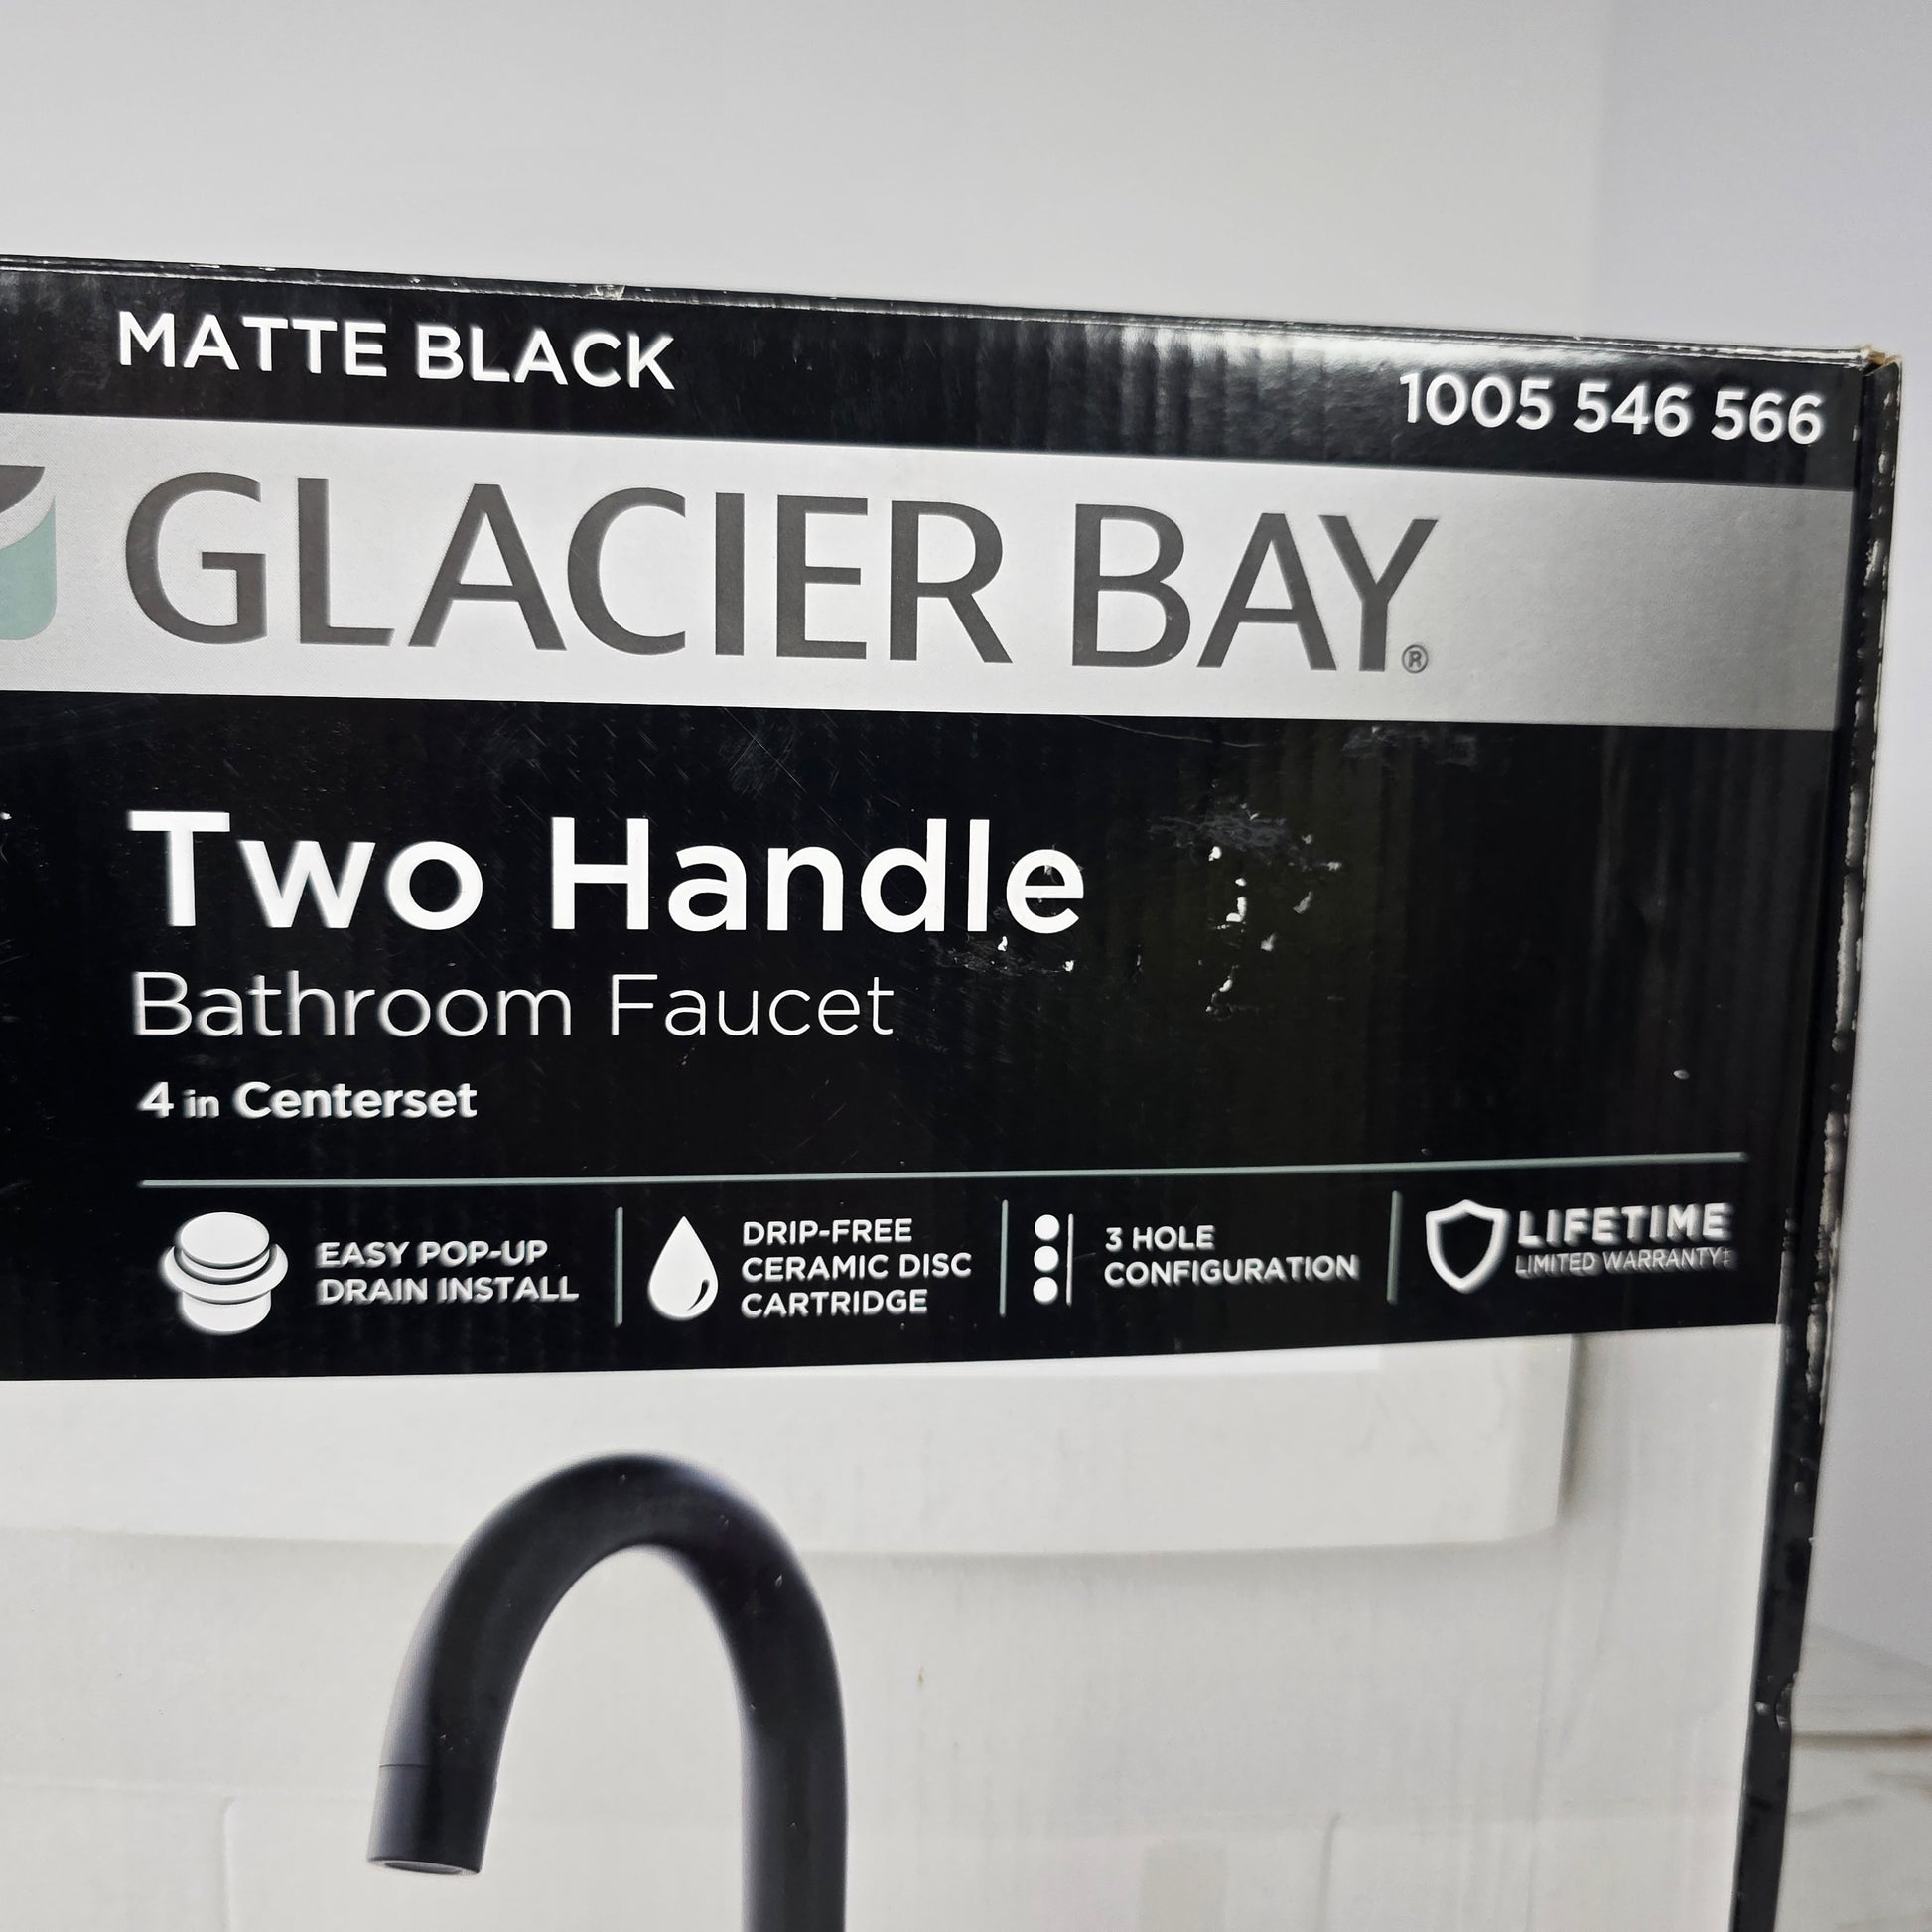 MATTE BLACK
1005 546 566
GLACIER BAY®
Two Handle
Bathroom Faucet
4 in Centerset
EASY POP-UP
DRAIN INSTALL
DRIP-FREE
CERAMIC DISC
CARTRIDGE
3 HOLE
CONFIGURATION
LIFETIME
LIMITED WARRANTY‡